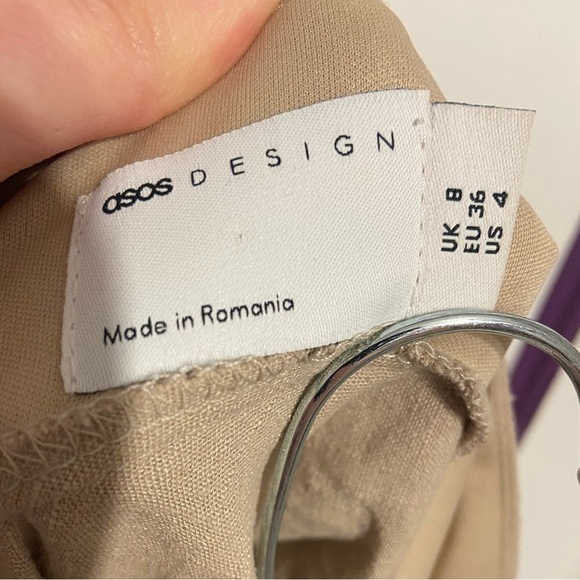 asos DESIGN
Made in Romania
UK 8
EU 36
US 4